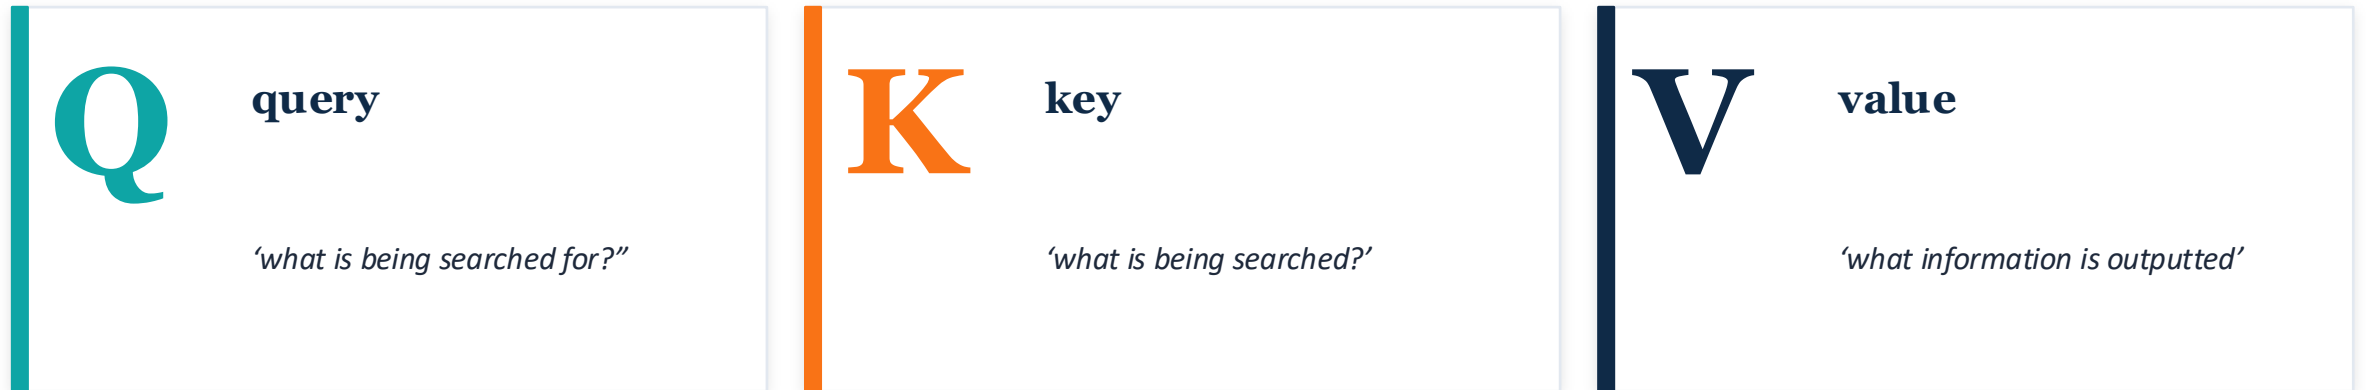 Q query
‘what is being searched for?”
K key
‘what is being searched?’
V value
‘what information is outputted’